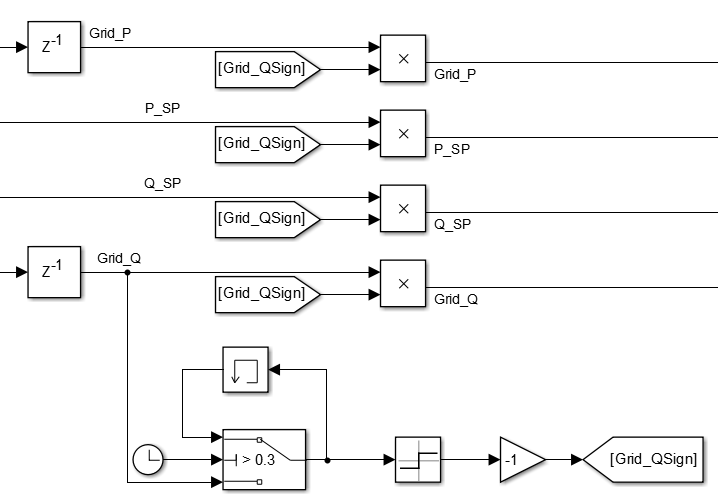 Z-1
Grid_P
[Grid_QSign]
×
Grid_P
P_SP
[Grid_QSign]
×
P_SP
Q_SP
[Grid_QSign]
×
Q_SP
Z-1
Grid_Q
[Grid_QSign]
×
Grid_Q
> 0.3
-1
[Grid_QSign]